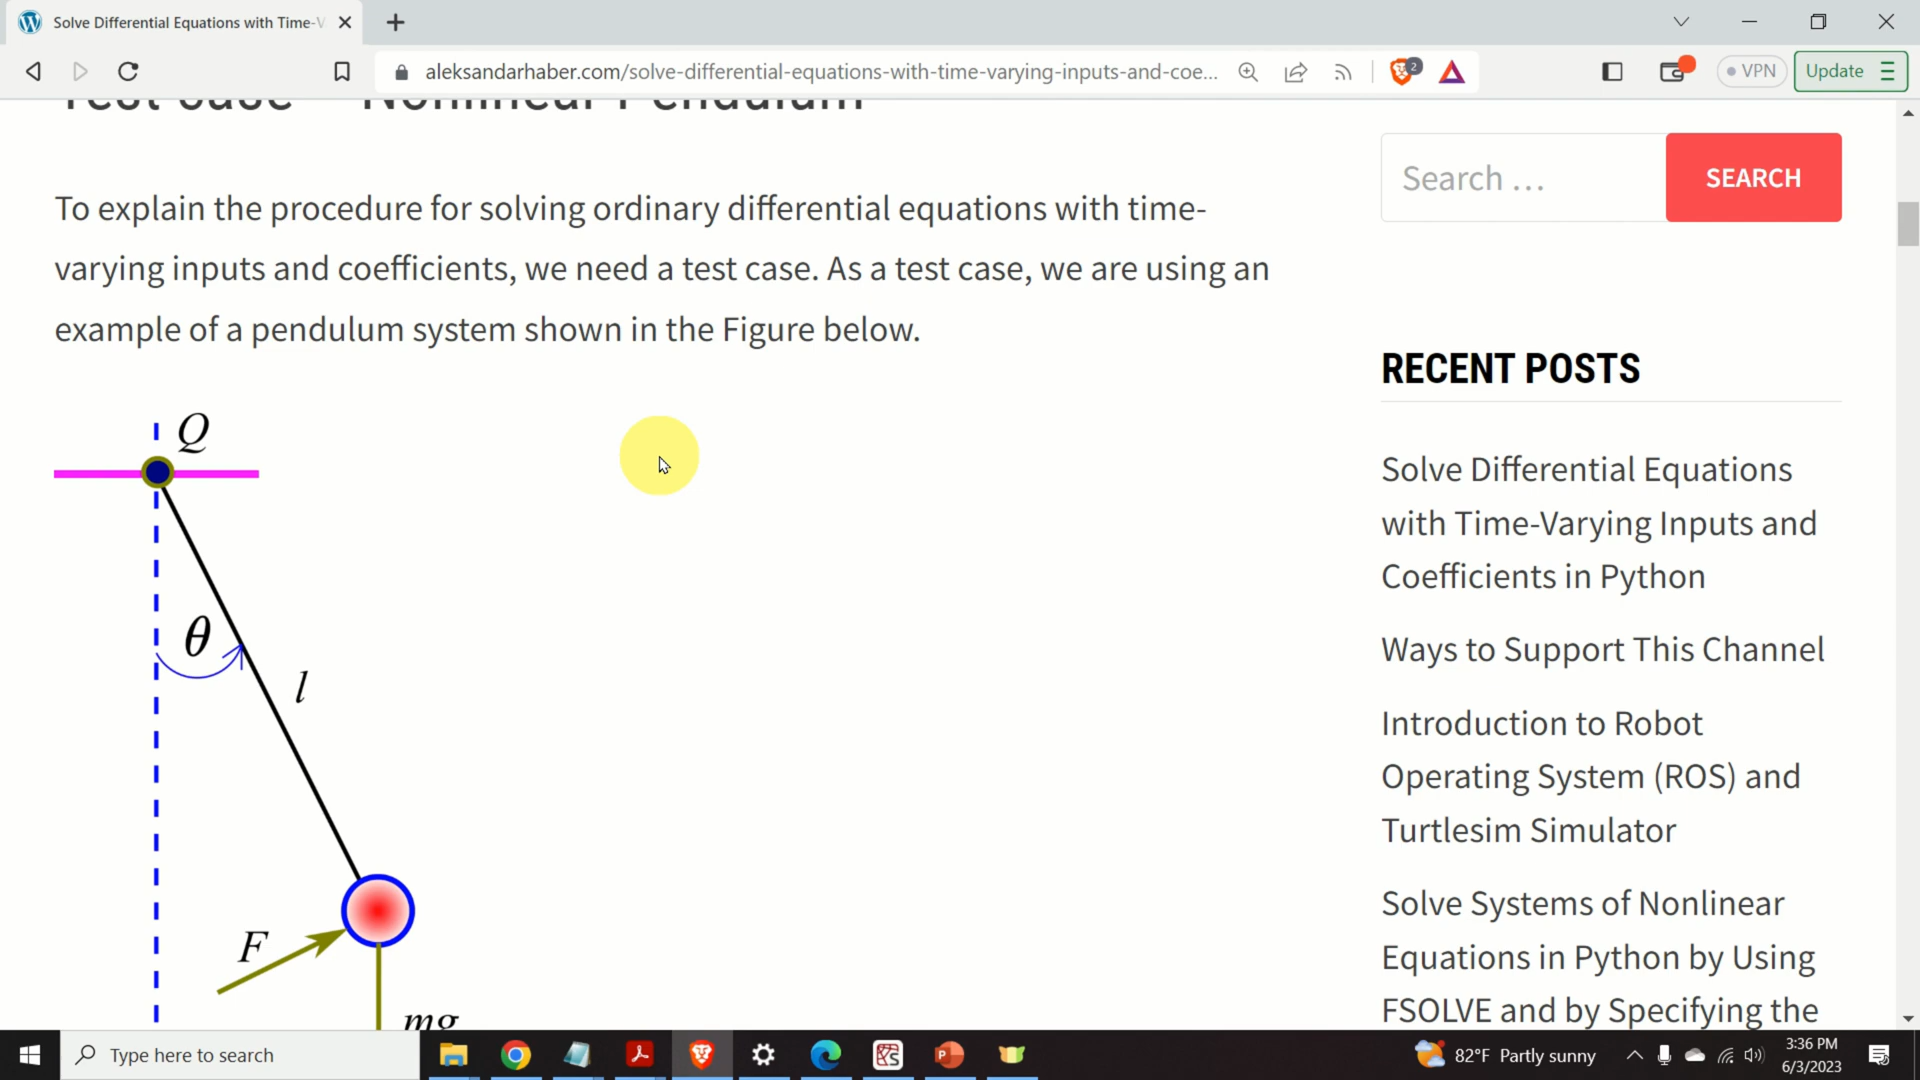 Solve Differential Equations with Time-V
aleksandarhaber.com/solve-differential-equations-with-time-varying-inputs-and-coe...
2
VPN
Update
Test case – Nonlinear Pendulum
To explain the procedure for solving ordinary differential equations with time-
varying inputs and coefficients, we need a test case. As a test case, we are using an
example of a pendulum system shown in the Figure below.
Q
θ
l
F
mg
Search …
SEARCH
RECENT POSTS
Solve Differential Equations
with Time-Varying Inputs and
Coefficients in Python
Ways to Support This Channel
Introduction to Robot
Operating System (ROS) and
Turtlesim Simulator
Solve Systems of Nonlinear
Equations in Python by Using
FSOLVE and by Specifying the
Type here to search
82°F Partly sunny
3:36 PM
6/3/2023